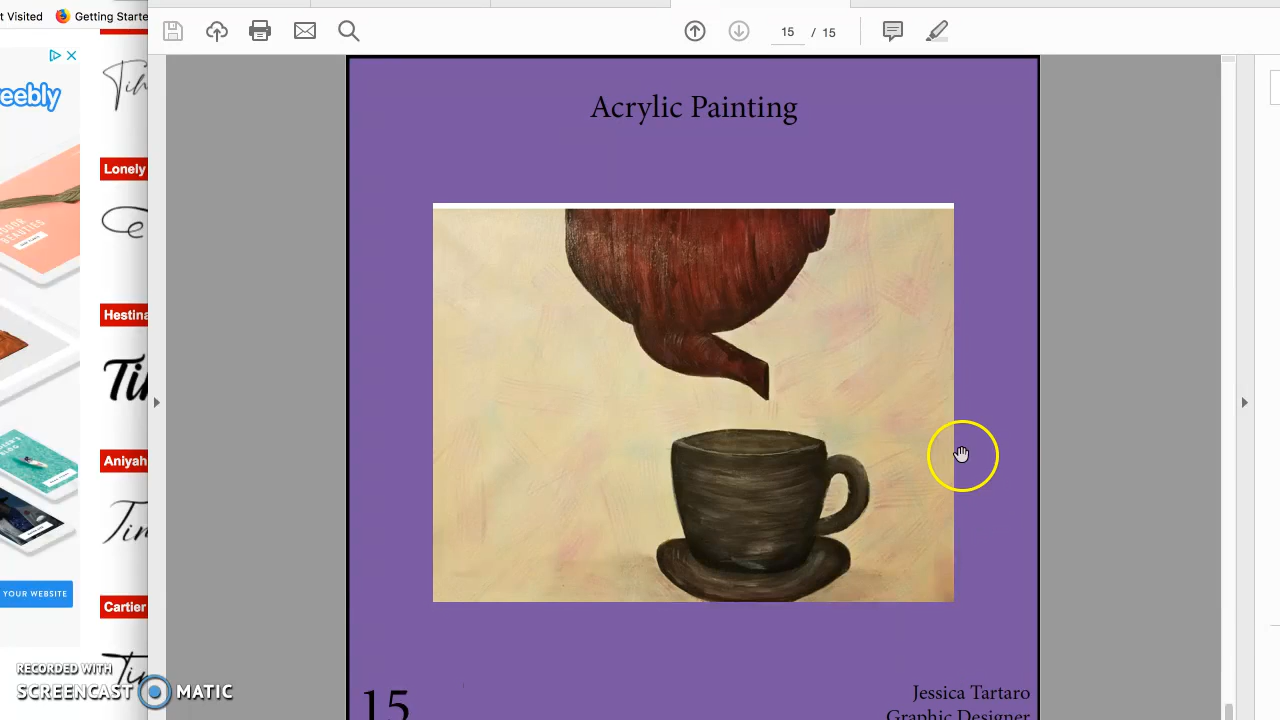 t Visited
Getting Starte
15 / 15
eebly
Lonely
Hestina
Aniyah
YOUR WEBSITE
Cartier
Acrylic Painting
15
Jessica Tartaro
Graphic Designer
RECORDED WITH
SCREENCAST MATIC